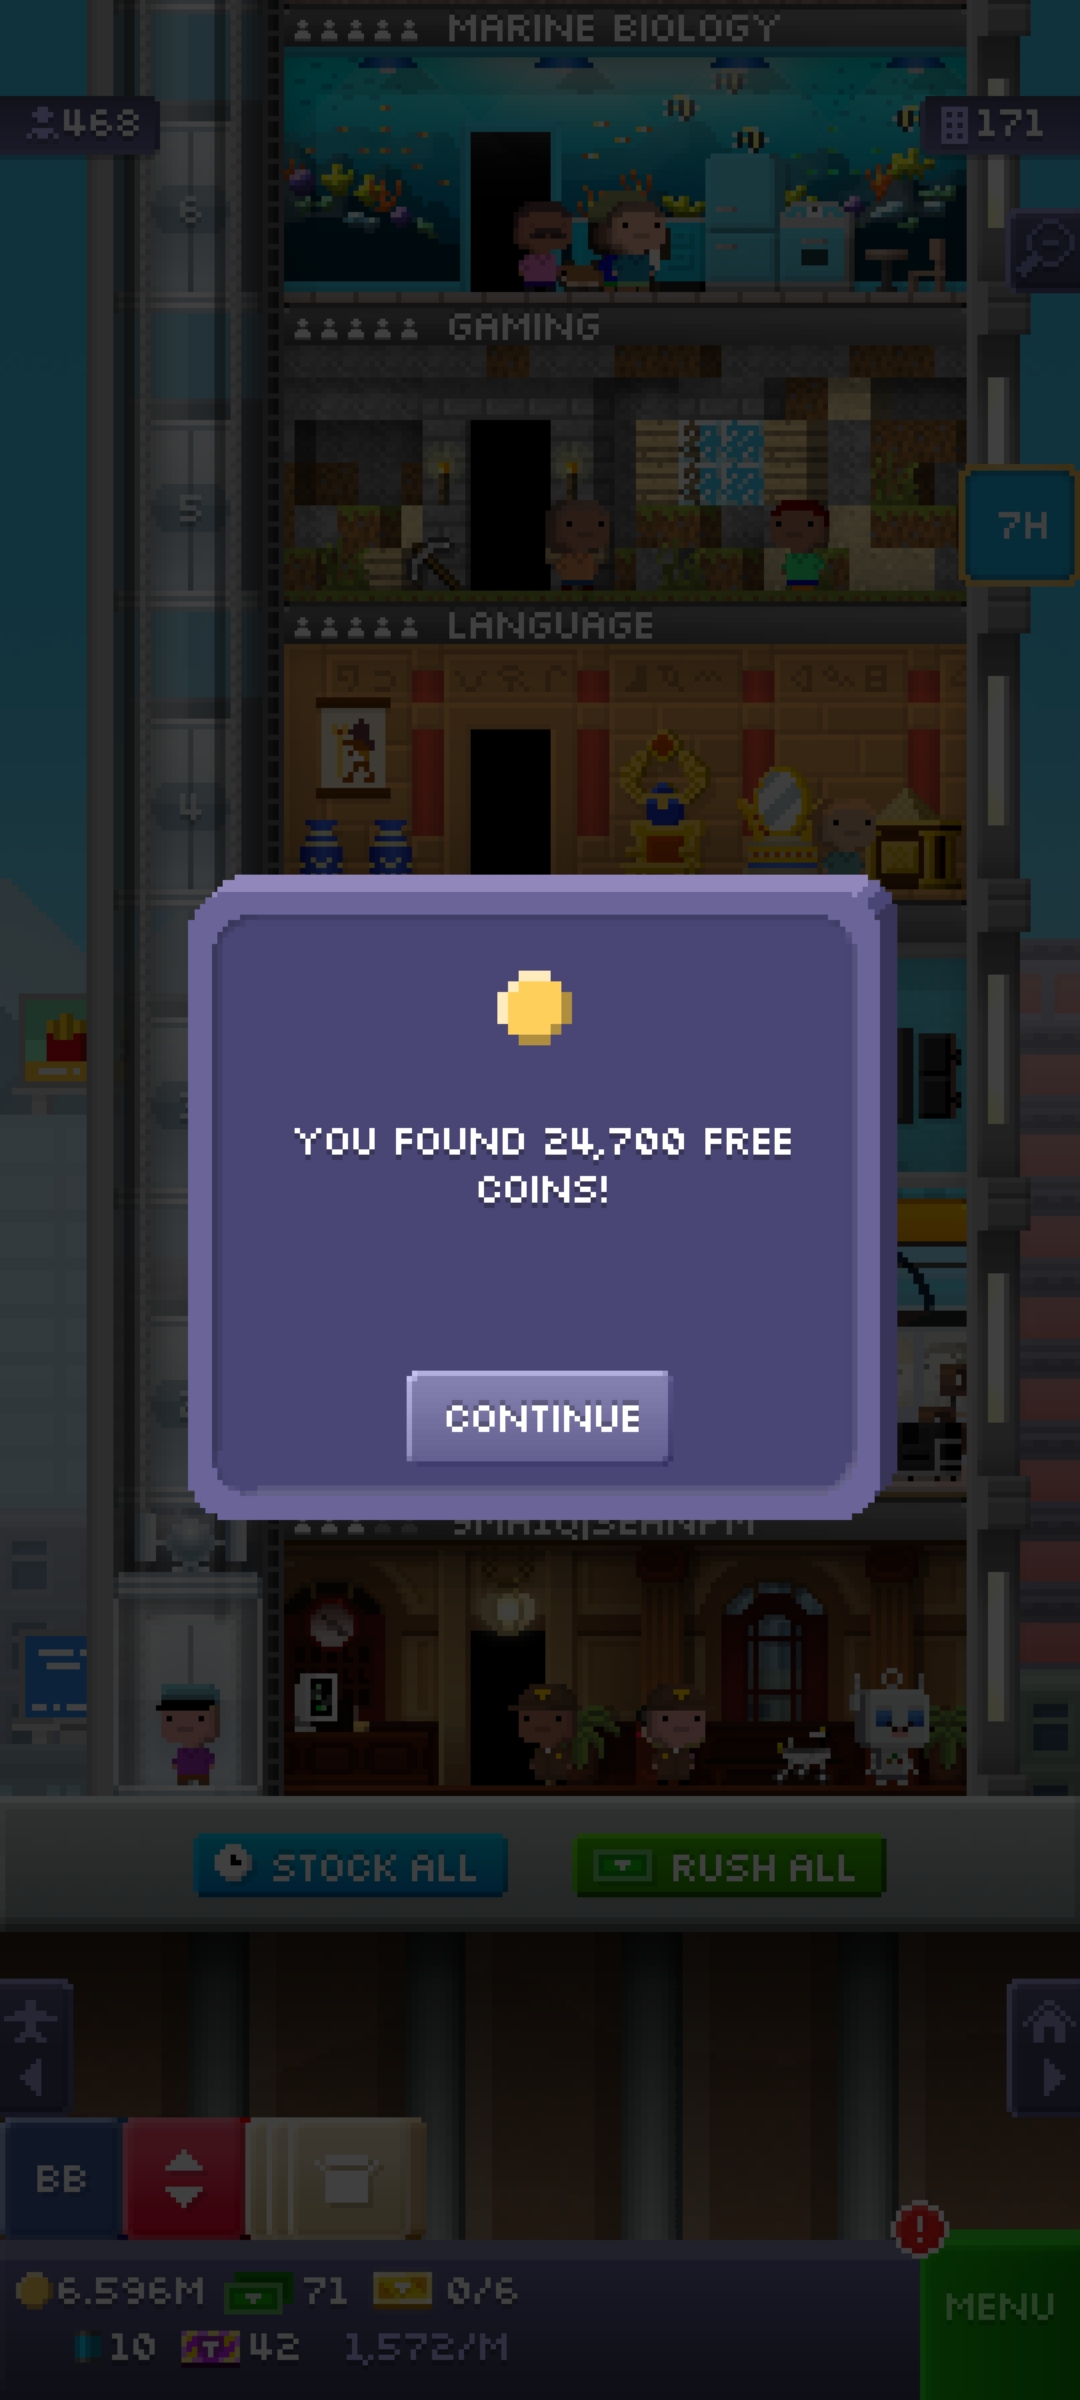 MARINE BIOLOGY
468
171
6
GAMING
5
7H
LANGUAGE
4
YOU FOUND 24,700 FREE
COINS!
CONTINUE
STOCK ALL
RUSH ALL
BB
!
6.596M 71 0/6
MENU
10 42 1,572/M